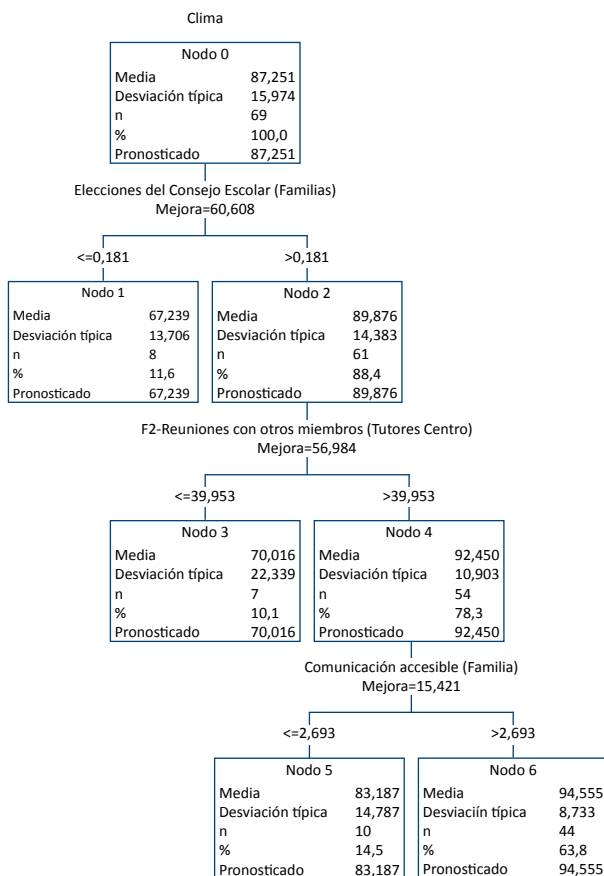 Clima
Nodo 0
Media 87,251
Desviación típica 15,974
n 69
% 100,0
Pronosticado 87,251
Elecciones del Consejo Escolar (Familias)
Mejora=60,608
<=0,181 >0,181
Nodo 1
Media 67,239
Desviación típica 13,706
n 8
% 11,6
Pronosticado 67,239
Nodo 2
Media 89,876
Desviación típica 14,383
n 61
% 88,4
Pronosticado 89,876
F2-Reuniones con otros miembros (Tutores Centro)
Mejora=56,984
<=39,953 >39,953
Nodo 3
Media 70,016
Desviación típica 22,339
n 7
% 10,1
Pronosticado 70,016
Nodo 4
Media 92,450
Desviación típica 10,903
n 54
% 78,3
Pronosticado 92,450
Comunicación accesible (Familia)
Mejora=15,421
<=2,693 >2,693
Nodo 5
Media 83,187
Desviación típica 14,787
n 10
% 14,5
Pronosticado 83,187
Nodo 6
Media 94,555
Desviaciín típica 8,733
n 44
% 63,8
Pronosticado 94,555